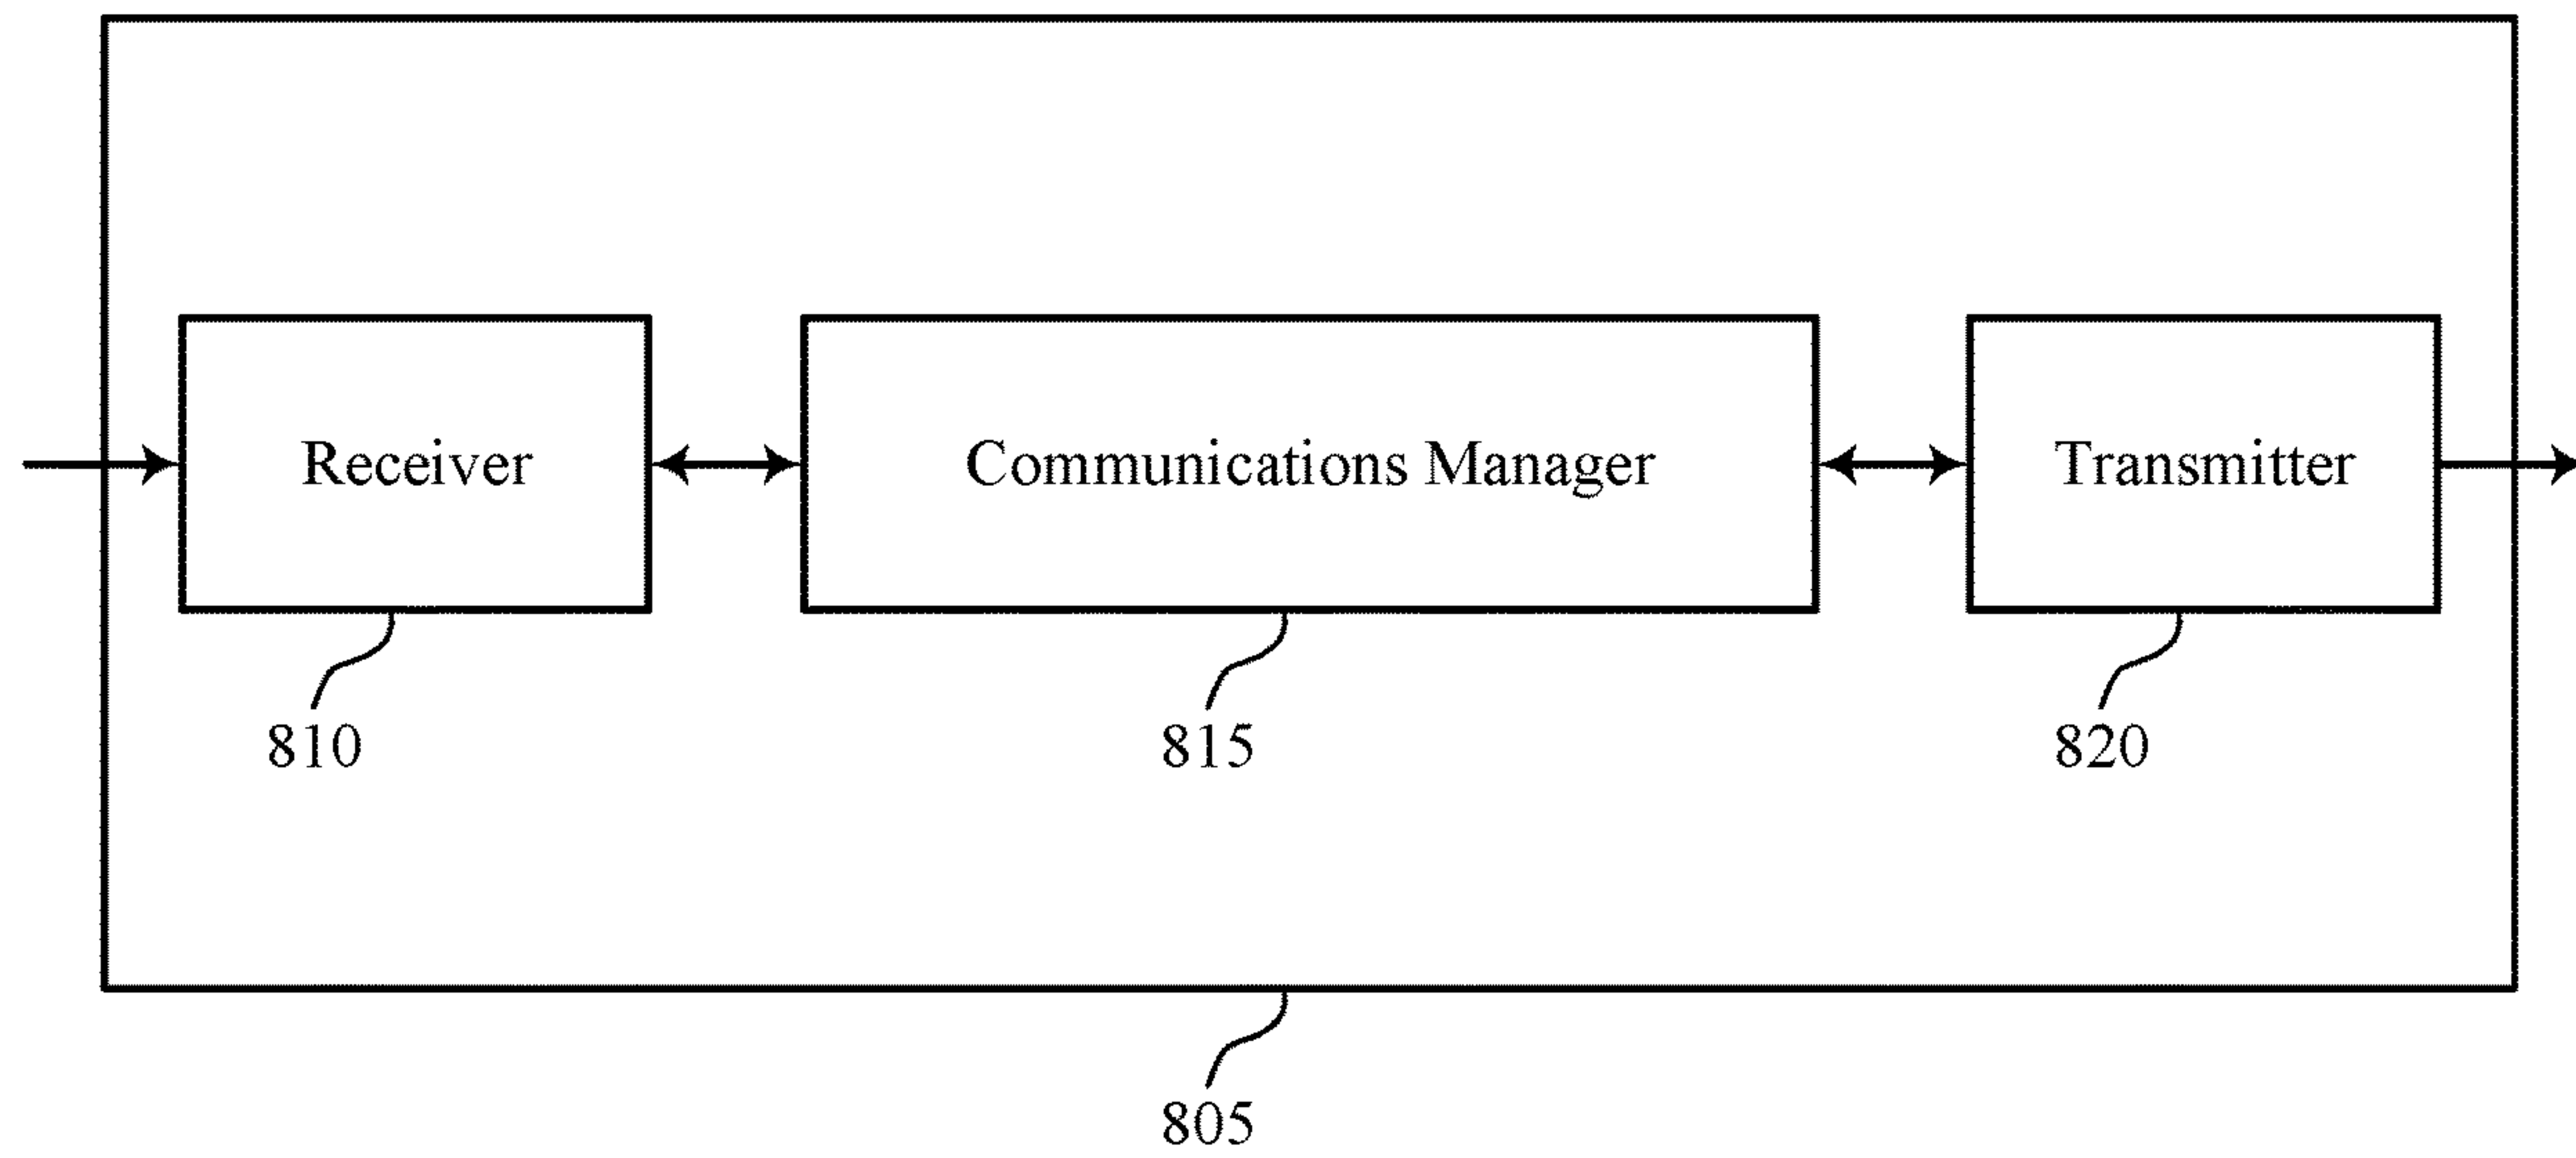 Receiver
Communications Manager
Transmitter
810
815
820
805